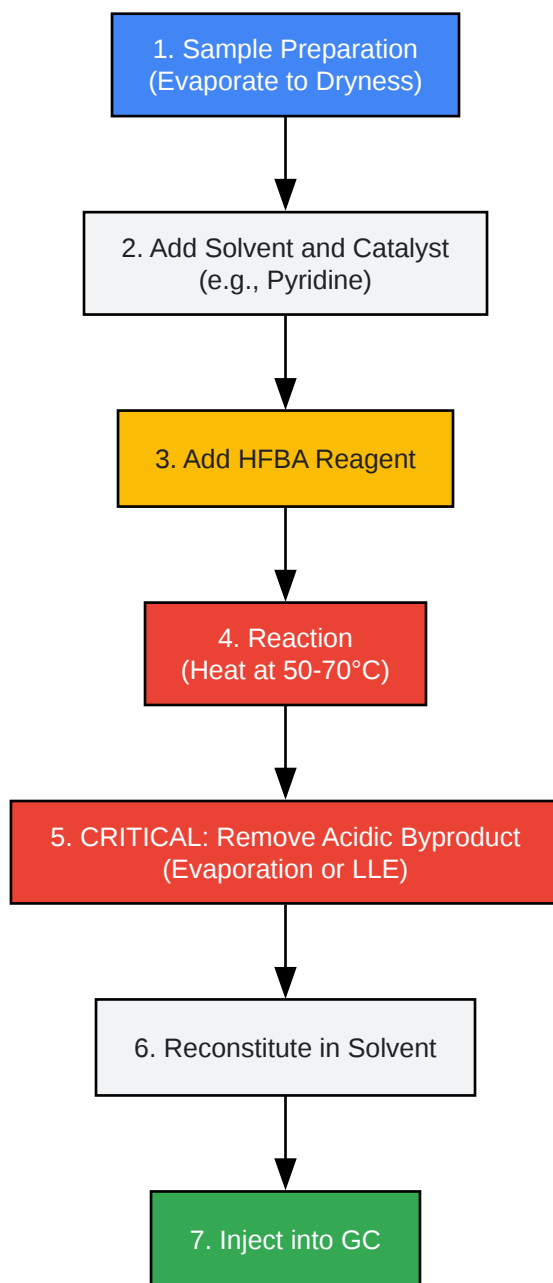 1. Sample Preparation
(Evaporate to Dryness)
2. Add Solvent and Catalyst
(e.g., Pyridine)
3. Add HFBA Reagent
4. Reaction
(Heat at 50-70°C)
5. CRITICAL: Remove Acidic Byproduct
(Evaporation or LLE)
6. Reconstitute in Solvent
7. Inject into GC